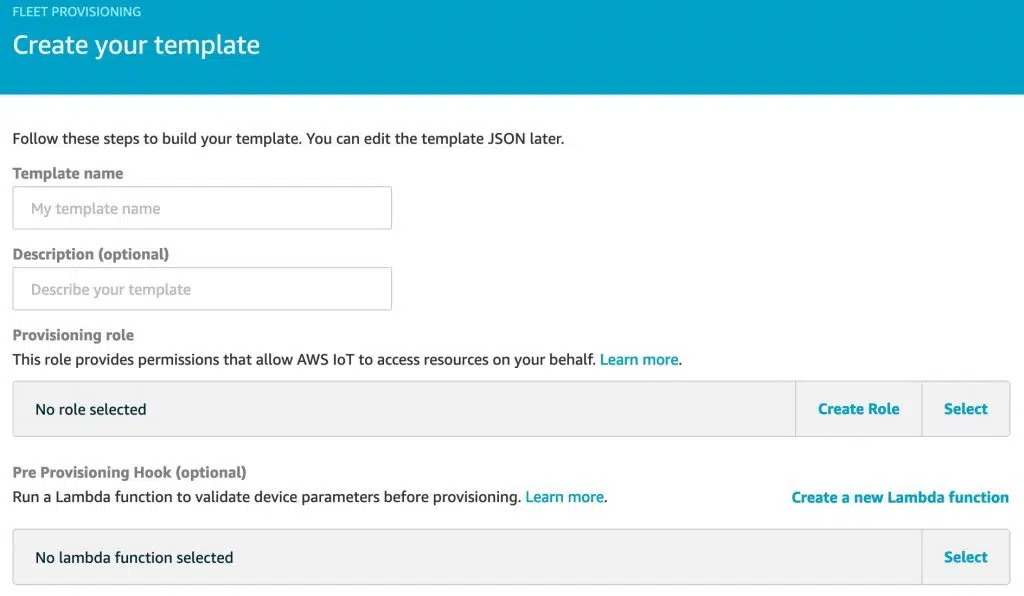 FLEET PROVISIONING
Create your template
Follow these steps to build your template. You can edit the template JSON later.
Template name
My template name
Description (optional)
Describe your template
Provisioning role
This role provides permissions that allow AWS IoT to access resources on your behalf. Learn more.
No role selected Create Role Select
Pre Provisioning Hook (optional)
Run a Lambda function to validate device parameters before provisioning. Learn more. Create a new Lambda function
No lambda function selected Select